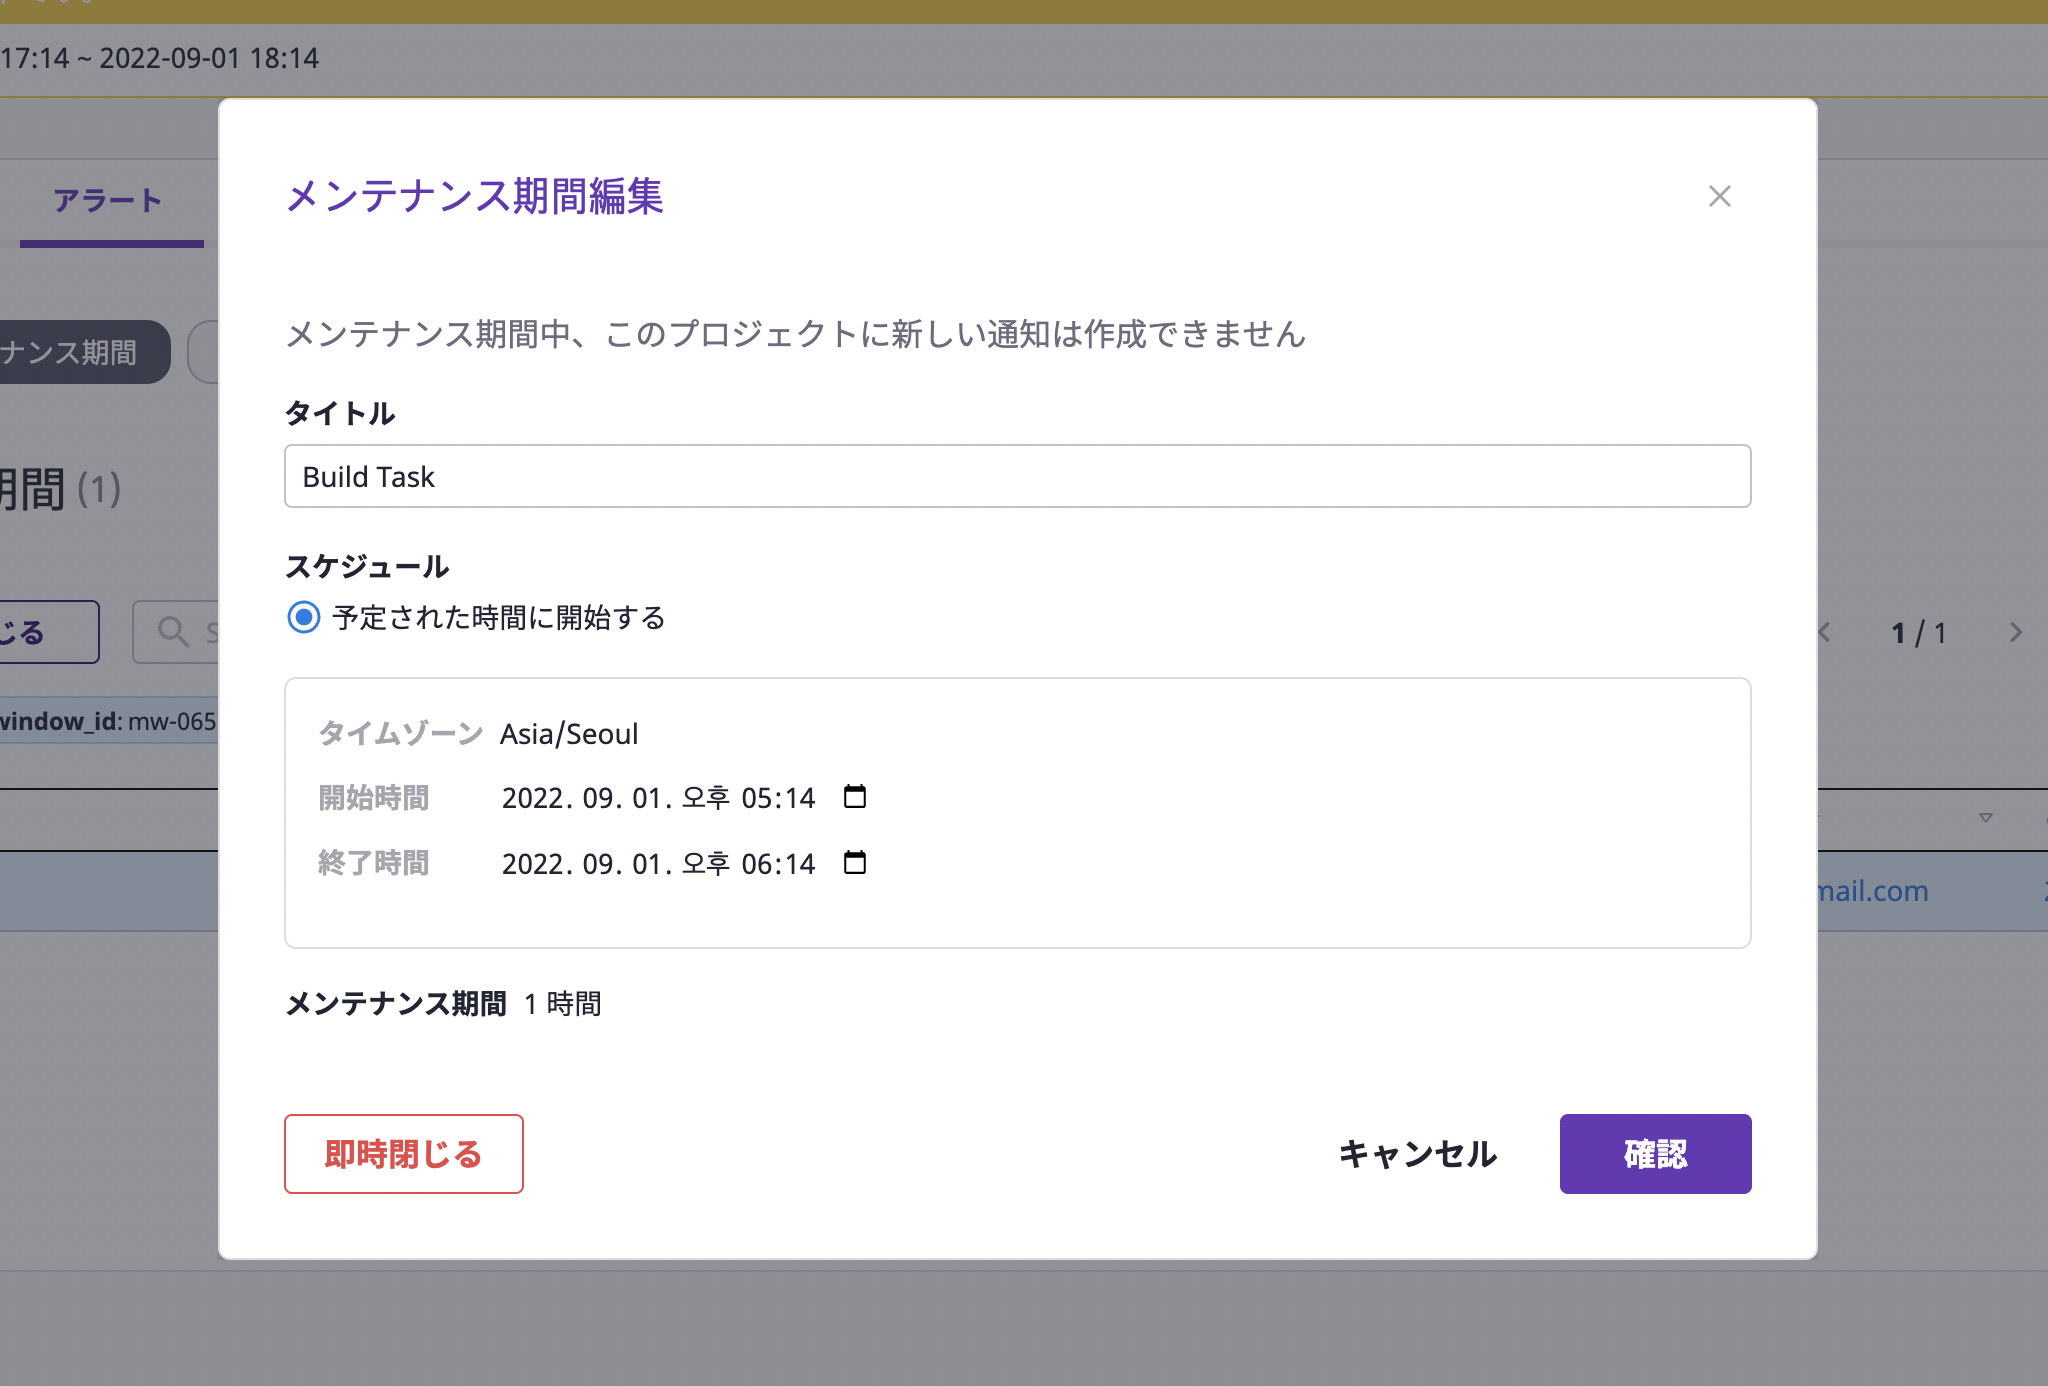 17:14 ~ 2022-09-01 18:14
アラート
メンテナンス期間編集
ナンス期間
メンテナンス期間中、このプロジェクトに新しい通知は作成できません
タイトル
Build Task
期間 (1)
スケジュール
予定された時間に開始する
じる
1 / 1
window_id: mw-065
タイムゾーン Asia/Seoul
開始時間 2022. 09. 01. 오후 05:14
終了時間 2022. 09. 01. 오후 06:14
mail.com
メンテナンス期間 1 時間
即時閉じる
キャンセル
確認